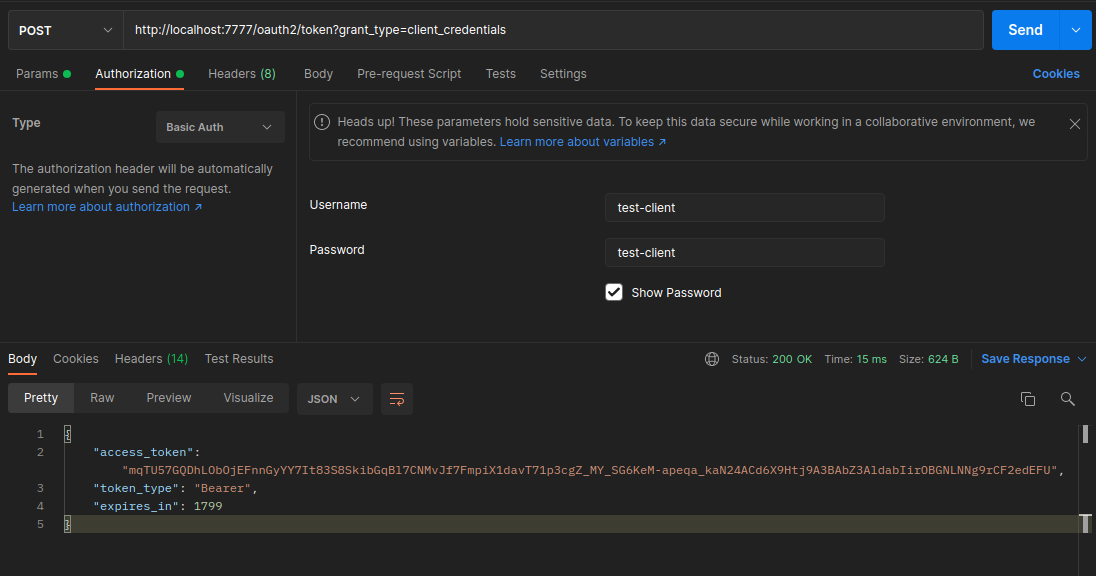 POST
http://localhost:7777/oauth2/token?grant_type=client_credentials
Send
Params
Authorization
Headers (8)
Body
Pre-request Script
Tests
Settings
Cookies
Type
Basic Auth
The authorization header will be automatically
generated when you send the request.
Learn more about authorization ↗
Heads up! These parameters hold sensitive data. To keep this data secure while working in a collaborative environment, we
recommend using variables. Learn more about variables ↗
Username
test-client
Password
test-client
Show Password
Body
Cookies
Headers (14)
Test Results
Status: 200 OK
Time: 15 ms
Size: 624 B
Save Response
Pretty
Raw
Preview
Visualize
JSON
1 {
2 "access_token":
"mqTU57GQDhLObOjEFnnGyYY7It83S8SkibGqBl7CNMvJf7FmpiX1davT71p3cgZ_MY_SG6KeM-apeqa_kaN24ACd6X9Htj9A3BAbZ3AldabIirOBGNLNNg9rCF2edEFU",
3 "token_type": "Bearer",
4 "expires_in": 1799
5 }